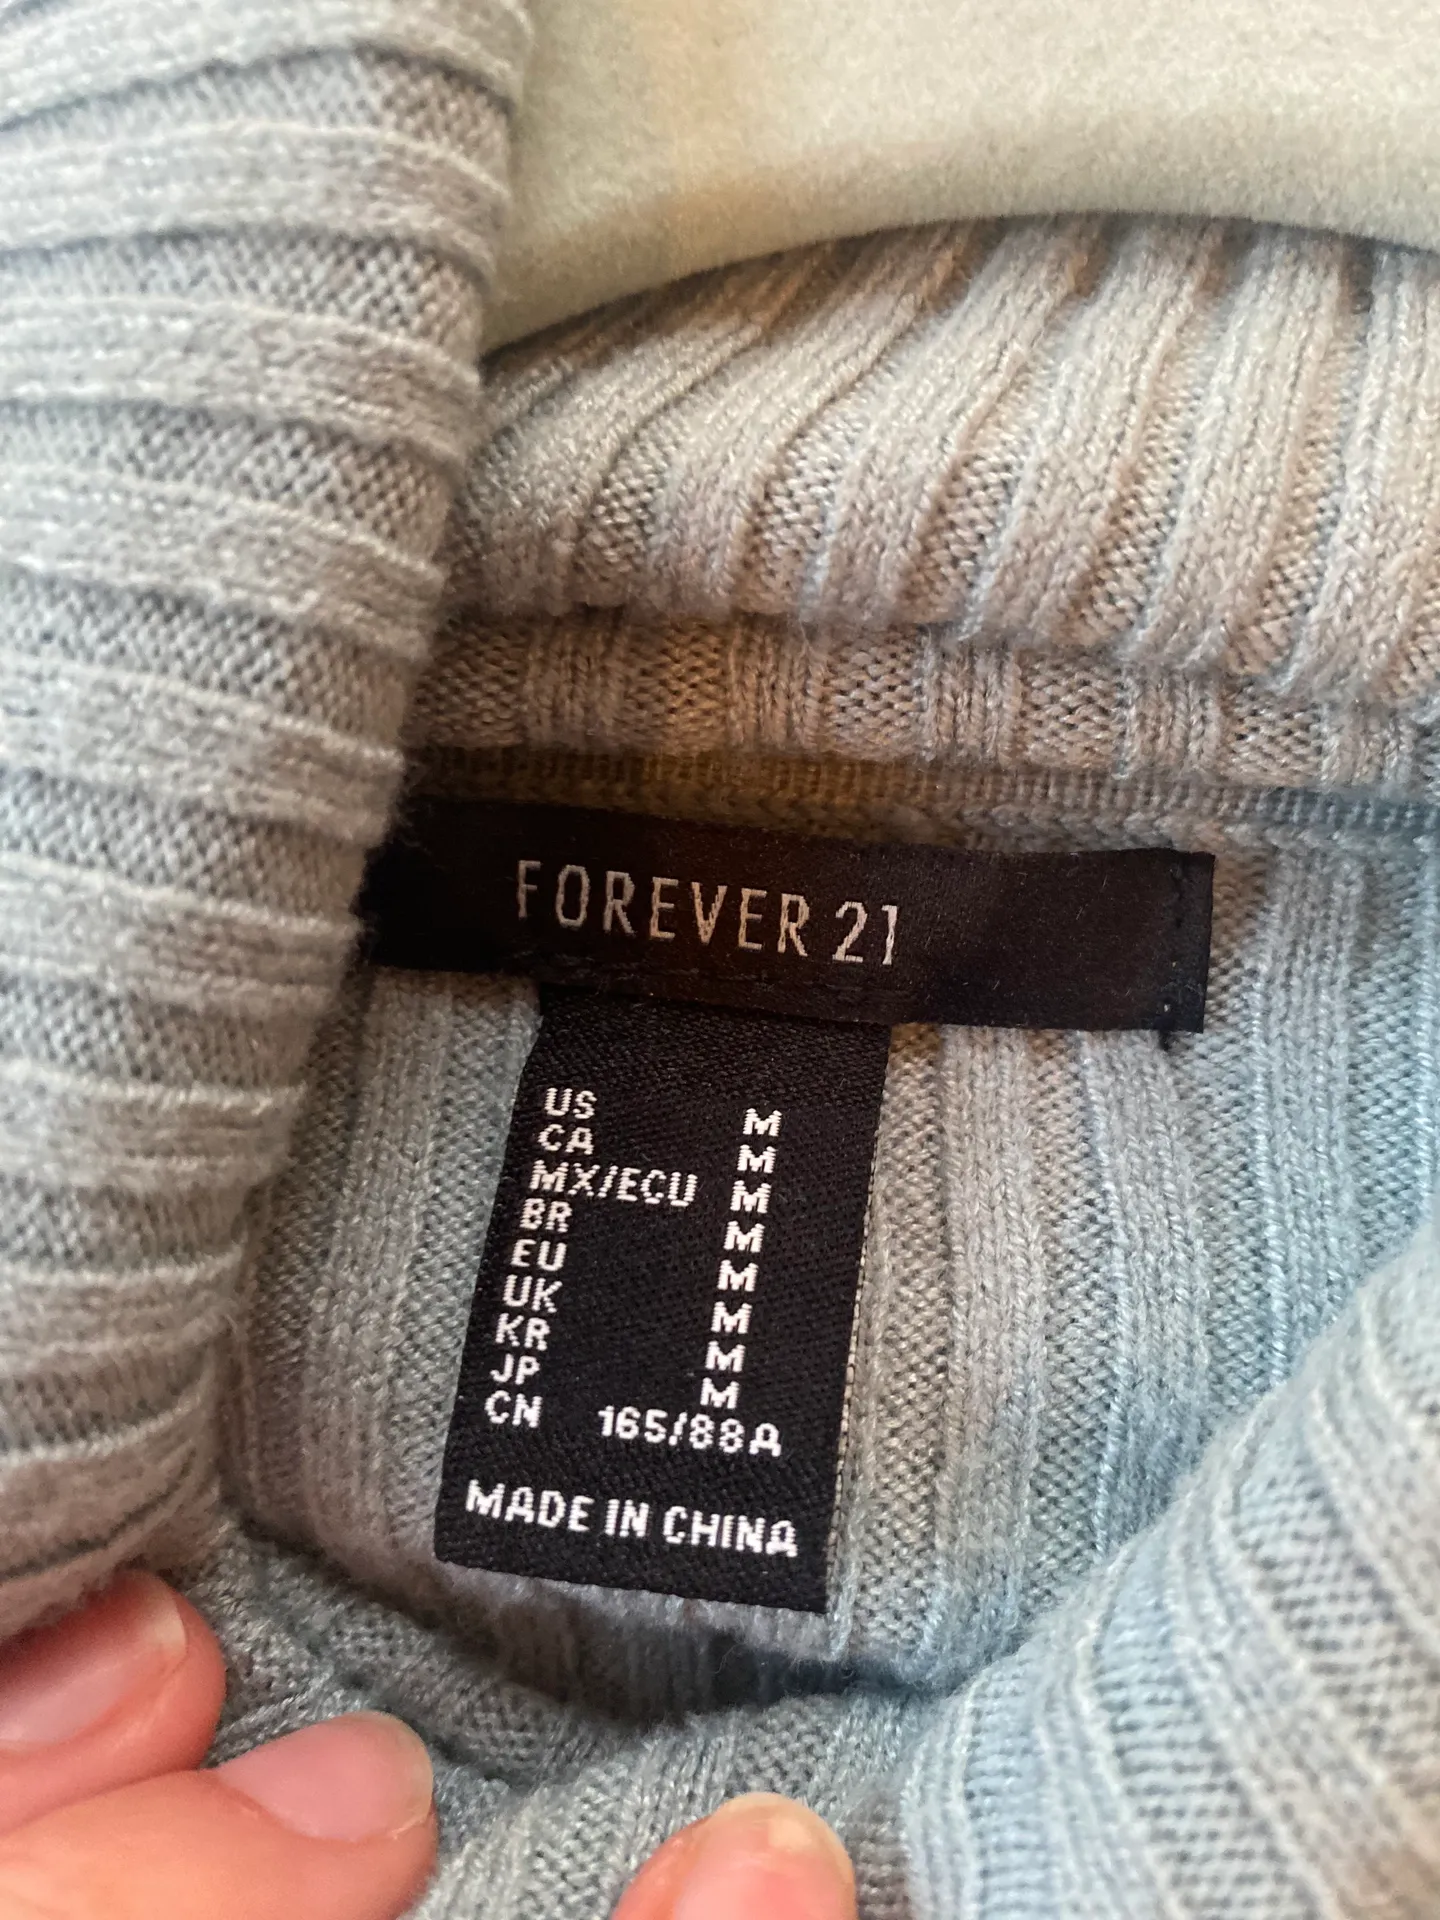 FOREVER 21
US M
CA M
MX/ECU M
BR M
EU M
UK M
KR M
JP M
CN 165/88A
MADE IN CHINA